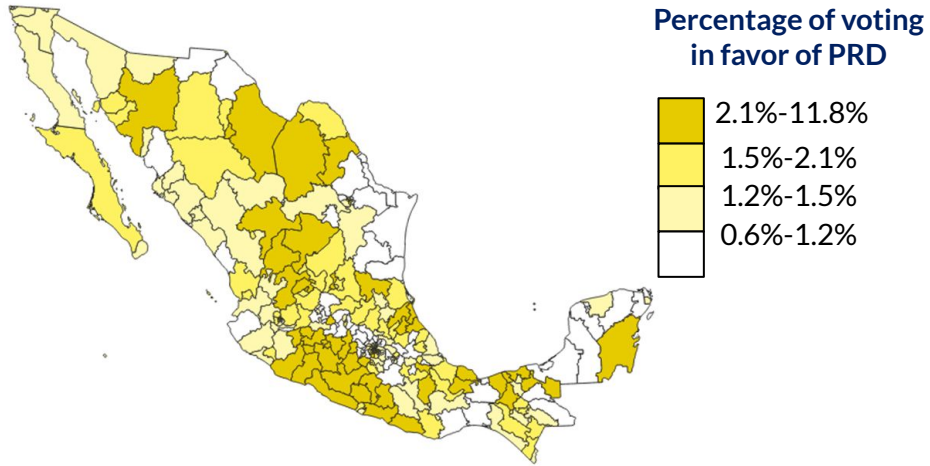 Percentage of voting
in favor of PRD
2.1%-11.8%
1.5%-2.1%
1.2%-1.5%
0.6%-1.2%